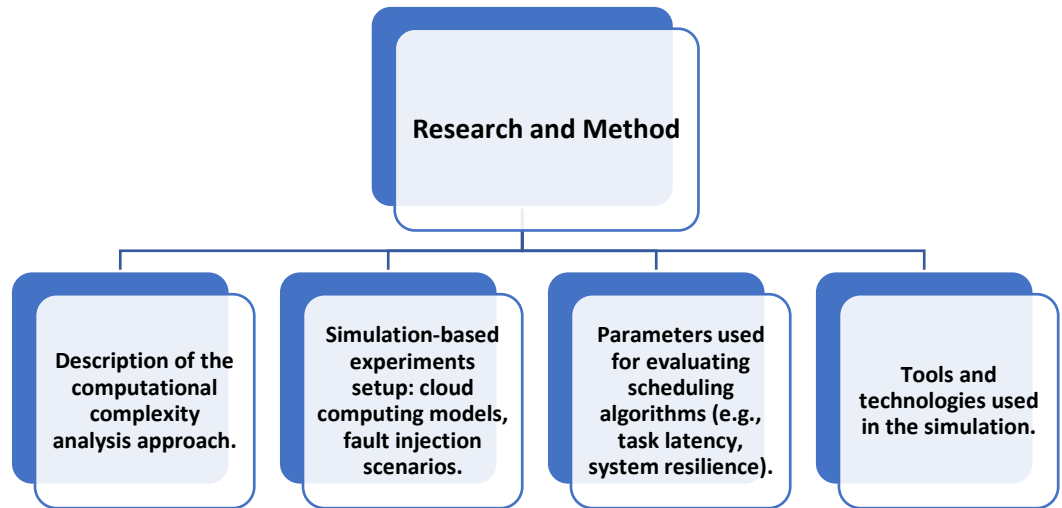 Research and Method
Description of the
computational
complexity
analysis approach.
Simulation-based
experiments
setup: cloud
computing models,
fault injection
scenarios.
Parameters used
for evaluating
scheduling
algorithms (e.g.,
task latency,
system resilience).
Tools and
technologies used
in the simulation.